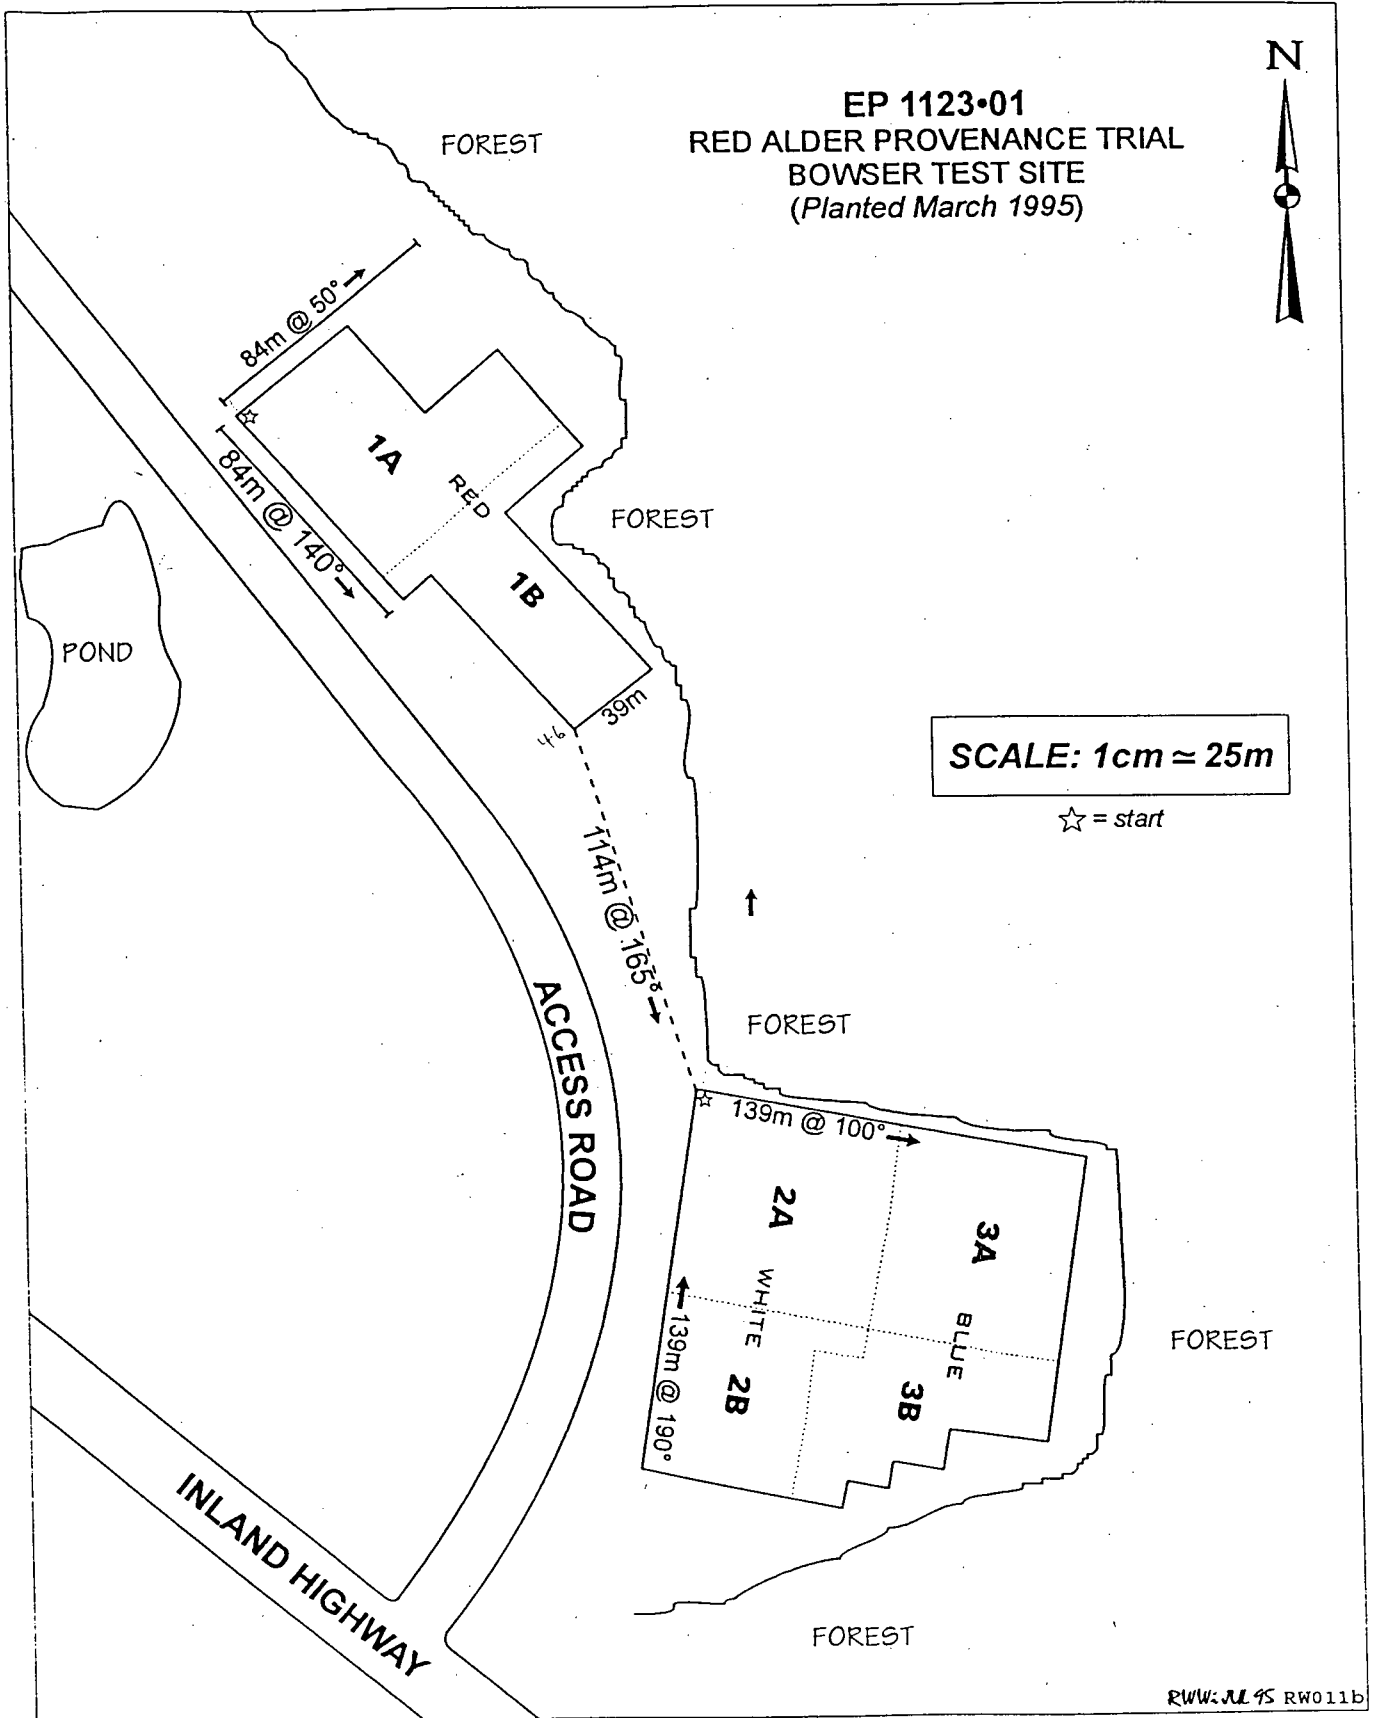 N
EP 1123•01
RED ALDER PROVENANCE TRIAL
BOWSER TEST SITE
(Planted March 1995)
FOREST
84m @ 50°
1A
84m @ 140°
RED
FOREST
1B
POND
39m
4.6
SCALE: 1cm ≃ 25m
☆ = start
114m @ 165°
FOREST
ACCESS ROAD
139m @ 100°
2A
3A
WHITE
BLUE
139m @ 190°
2B
3B
FOREST
INLAND HIGHWAY
FOREST
RWW: JUL 95 RW011b